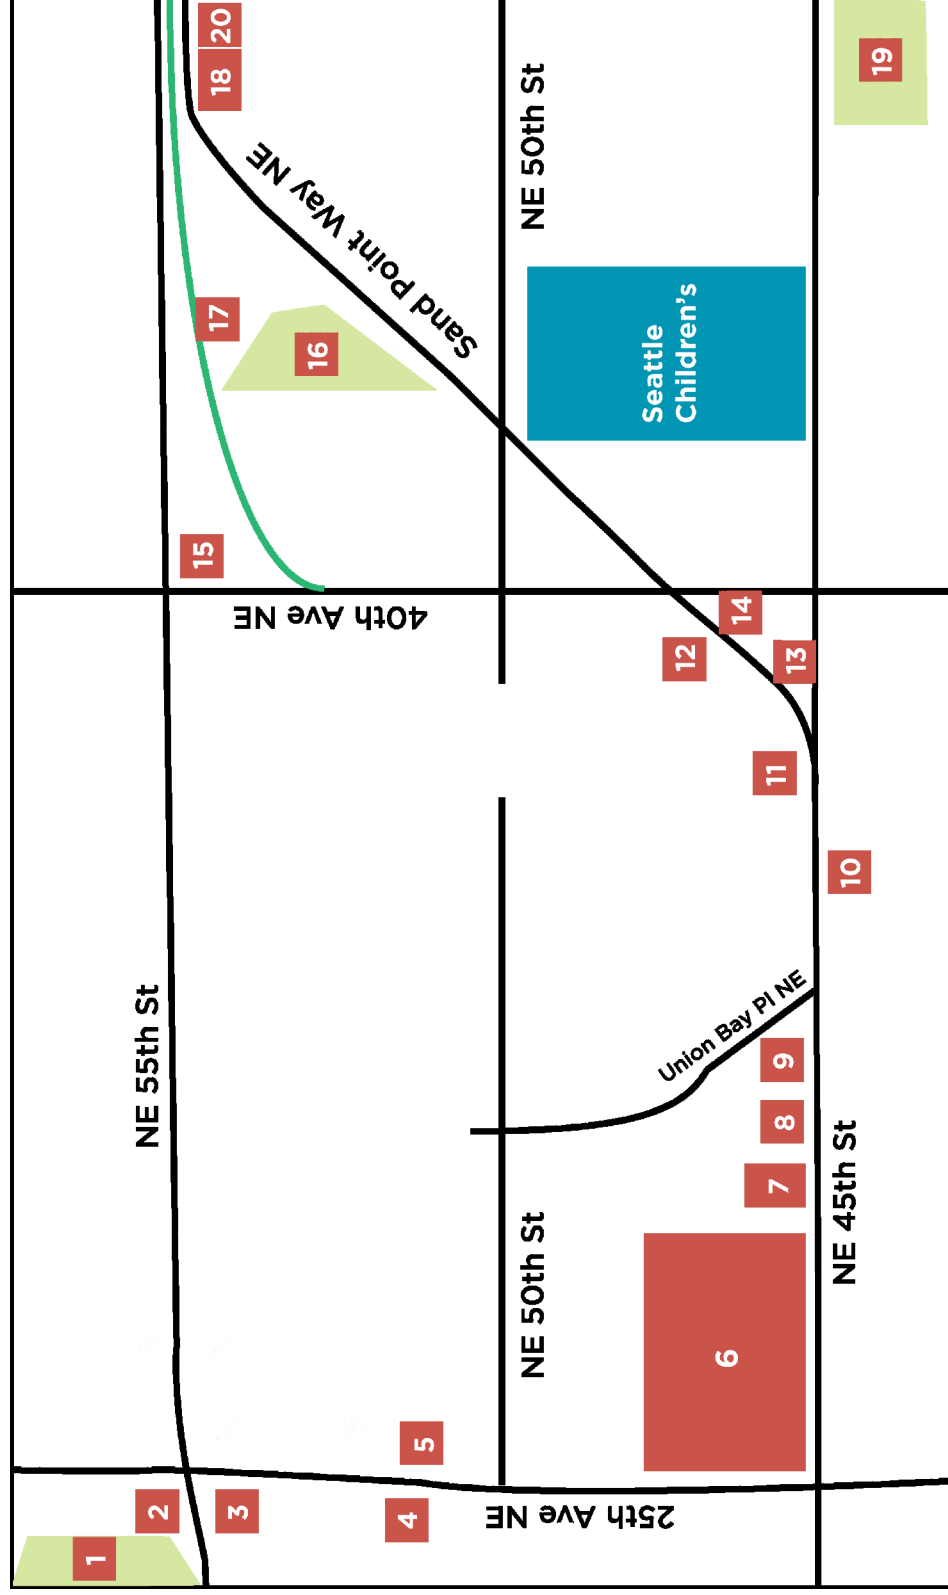 1
2
3
4
5
6
7
8
9
10
11
12
13
14
15
16
17
18
20
19
NE 55th St
NE 50th St
NE 50th St
NE 45th St
25th Ave NE
40th Ave NE
Union Bay Pl NE
Sand Point Way NE
Seattle
Children's